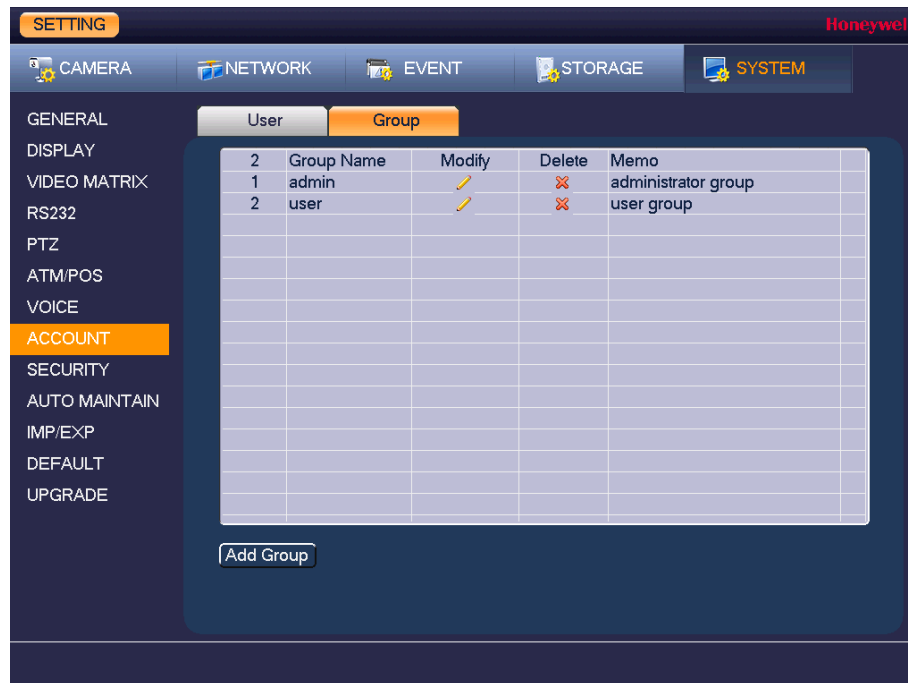 SETTING
Honeywel
CAMERA NETWORK EVENT STORAGE SYSTEM
GENERAL
DISPLAY
VIDEO MATRIX
RS232
PTZ
ATM/POS
VOICE
ACCOUNT
SECURITY
AUTO MAINTAIN
IMP/EXP
DEFAULT
UPGRADE
User Group
2 Group Name Modify Delete Memo
1 admin administrator group
2 user user group
Add Group